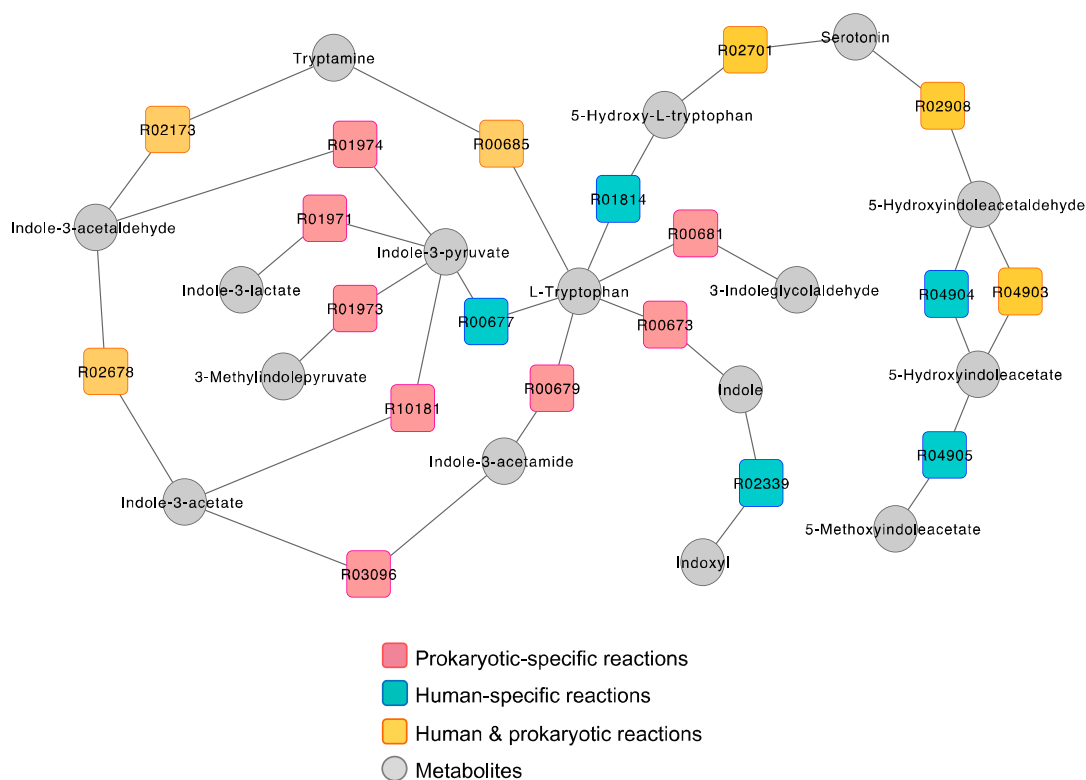 Serotonin
R02701
Tryptamine
R02908
5-Hydroxy-L-tryptophan
R02173
R01974
R00685
R01814
5-Hydroxyindoleacetaldehyde
R01971
Indole-3-acetaldehyde
R00681
Indole-3-pyruvate
Indole-3-lactate
L-Tryptophan
3-Indoleglycolaldehyde
R04904
R04903
R01973
R00677
R00673
R02678
3-Methylindolepyruvate
5-Hydroxyindoleacetate
R00679
Indole
R10181
R04905
Indole-3-acetamide
R02339
Indole-3-acetate
5-Methoxyindoleacetate
Indoxyl
R03096
Prokaryotic-specific reactions
Human-specific reactions
Human & prokaryotic reactions
Metabolites